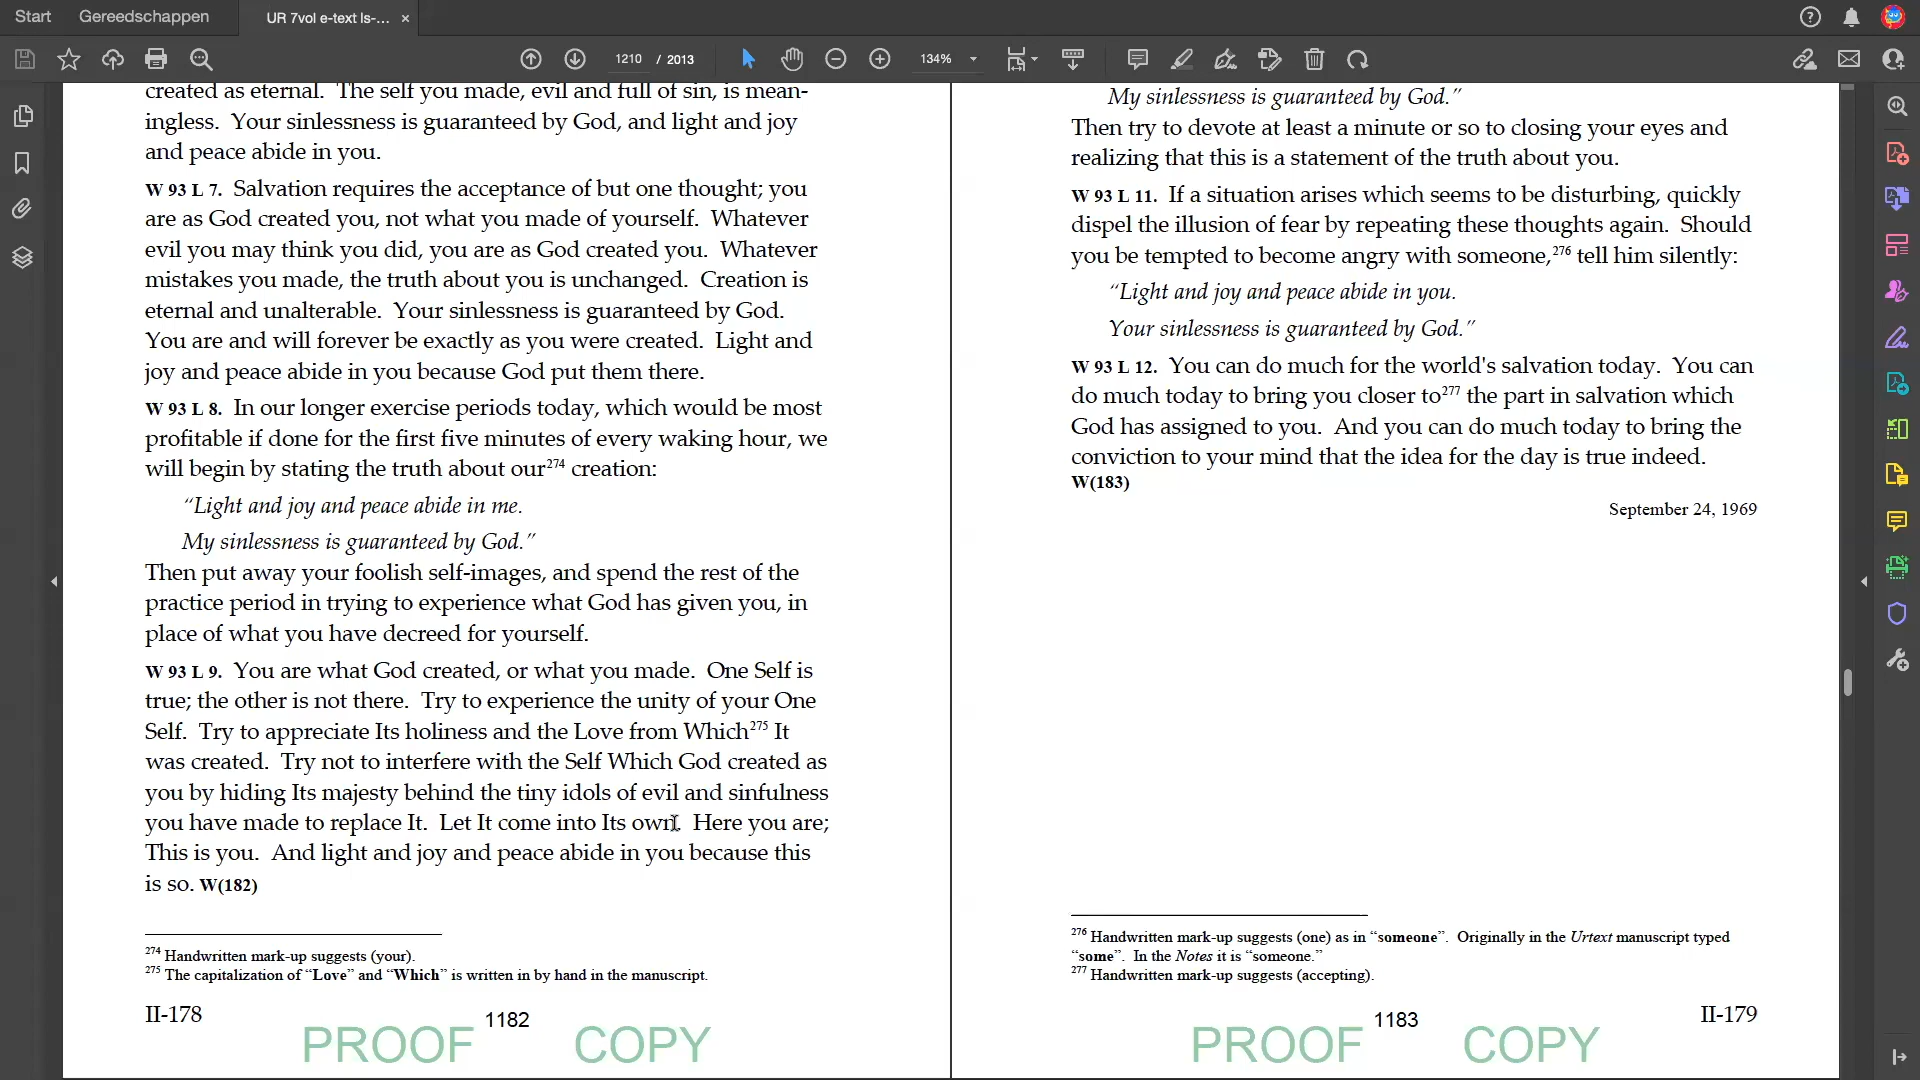 Start
Gereedschappen
UR 7vol e-text ls-... ×
1210 / 2013
134%
created as eternal. The self you made, evil and full of sin, is mean-
ingless. Your sinlessness is guaranteed by God, and light and joy
and peace abide in you.
W 93 L 7. Salvation requires the acceptance of but one thought; you
are as God created you, not what you made of yourself. Whatever
evil you may think you did, you are as God created you. Whatever
mistakes you made, the truth about you is unchanged. Creation is
eternal and unalterable. Your sinlessness is guaranteed by God.
You are and will forever be exactly as you were created. Light and
joy and peace abide in you because God put them there.
W 93 L 8. In our longer exercise periods today, which would be most
profitable if done for the first five minutes of every waking hour, we
will begin by stating the truth about our274 creation:
“Light and joy and peace abide in me.
My sinlessness is guaranteed by God.”
Then put away your foolish self-images, and spend the rest of the
practice period in trying to experience what God has given you, in
place of what you have decreed for yourself.
W 93 L 9. You are what God created, or what you made. One Self is
true; the other is not there. Try to experience the unity of your One
Self. Try to appreciate Its holiness and the Love from Which275 It
was created. Try not to interfere with the Self Which God created as
you by hiding Its majesty behind the tiny idols of evil and sinfulness
you have made to replace It. Let It come into Its own. Here you are;
This is you. And light and joy and peace abide in you because this
is so. W(182)
274 Handwritten mark-up suggests (your).
275 The capitalization of “Love” and “Which” is written in by hand in the manuscript.
II-178
1182
PROOF COPY
My sinlessness is guaranteed by God.”
Then try to devote at least a minute or so to closing your eyes and
realizing that this is a statement of the truth about you.
W 93 L 11. If a situation arises which seems to be disturbing, quickly
dispel the illusion of fear by repeating these thoughts again. Should
you be tempted to become angry with someone,276 tell him silently:
“Light and joy and peace abide in you.
Your sinlessness is guaranteed by God.”
W 93 L 12. You can do much for the world's salvation today. You can
do much today to bring you closer to277 the part in salvation which
God has assigned to you. And you can do much today to bring the
conviction to your mind that the idea for the day is true indeed.
W(183)
September 24, 1969
276 Handwritten mark-up suggests (one) as in “someone”. Originally in the Urtext manuscript typed
“some”. In the Notes it is “someone.”
277 Handwritten mark-up suggests (accepting).
1183
II-179
PROOF COPY